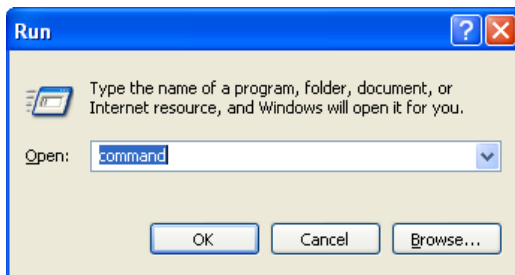 Run
Type the name of a program, folder, document, or
Internet resource, and Windows will open it for you.
Open: command
OK Cancel Browse...